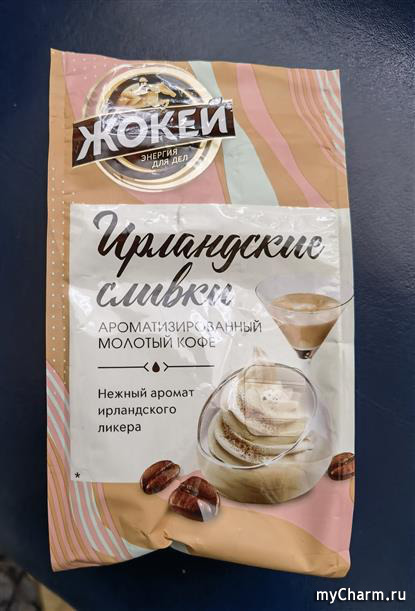 ЖОКЕЙ
ЭНЕРГИЯ
ДЛЯ ДЕЛ
Ирландские
сливки
АРОМАТИЗИРОВАННЫЙ
МОЛОТЫЙ КОФЕ
Нежный аромат
ирландского
ликера
*
myCharm.ru